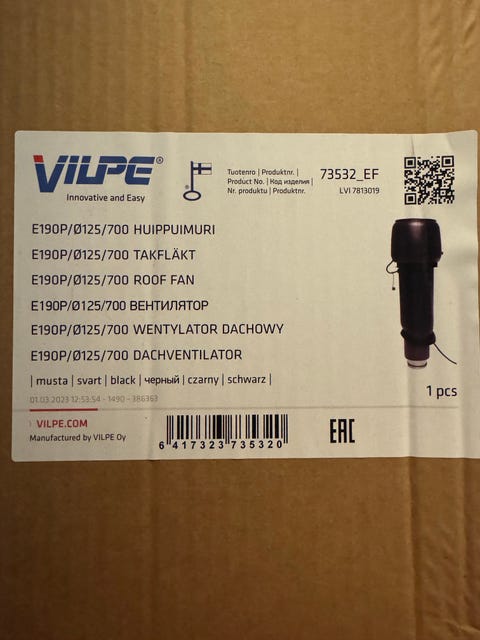 VILPE®
Innovative and Easy
Tuotenro | Produktnr. |
Product No. | Код изделия |
Nr. produktu | Produktnr.
73532_EF
LVI 7813019
E190P/Ø125/700 HUIPPUIMURI
E190P/Ø125/700 TAKFLÄKT
E190P/Ø125/700 ROOF FAN
E190P/Ø125/700 ВЕНТИЛЯТОР
E190P/Ø125/700 WENTYLATOR DACHOWY
E190P/Ø125/700 DACHVENTILATOR
| musta | svart | black | черный | czarny | schwarz |
1 pcs
01.03.2023 12:53:54 - 1490 - 386363
VILPE.COM
Manufactured by VILPE Oy
6 417323 735320
EAC